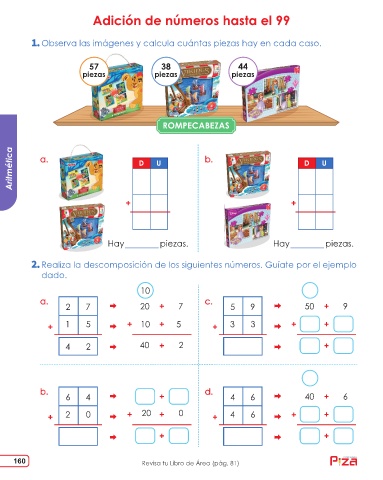 Adición de números hasta el 99
1. Observa las imágenes y calcula cuántas piezas hay en cada caso.
57 piezas
38 piezas
44 piezas
ROMPECABEZAS
Aritmética
a.
D U
+
Hay ______ piezas.
b.
D U
+
Hay ______ piezas.
2. Realiza la descomposición de los siguientes números. Guíate por el ejemplo
dado.
a.
10
2 7 ➡ 20 + 7
+ 1 5 ➡ + 10 + 5
4 2 ➡ 40 + 2
c.
5 9 ➡ 50 + 9
+ 3 3 ➡ + +
➡ +
b.
6 4 ➡ +
+ 2 0 ➡ + 20 + 0
➡ +
d.
4 6 ➡ 40 + 6
+ 4 6 ➡ + +
➡ +
160
Revisa tu Libro de Área (pág. 81)